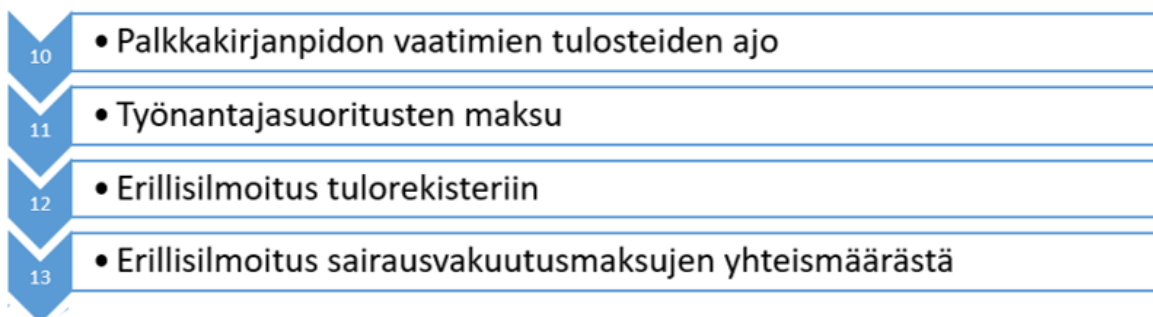 10 • Palkkakirjanpidon vaatimien tulosteiden ajo
11 • Työnantajasuoritusten maksu
12 • Erillisilmoitus tulorekisteriin
13 • Erillisilmoitus sairausvakuutusmaksujen yhteismäärästä